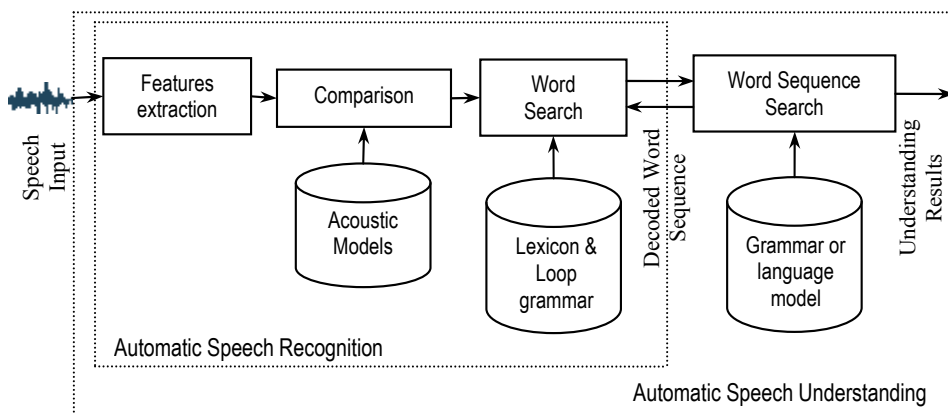 Speech
Input
Features
extraction
Comparison
Word
Search
Word Sequence
Search
Acoustic
Models
Lexicon &
Loop
grammar
Decoded Word
Sequence
Grammar or
language
model
Understanding
Results
Automatic Speech Recognition
Automatic Speech Understanding